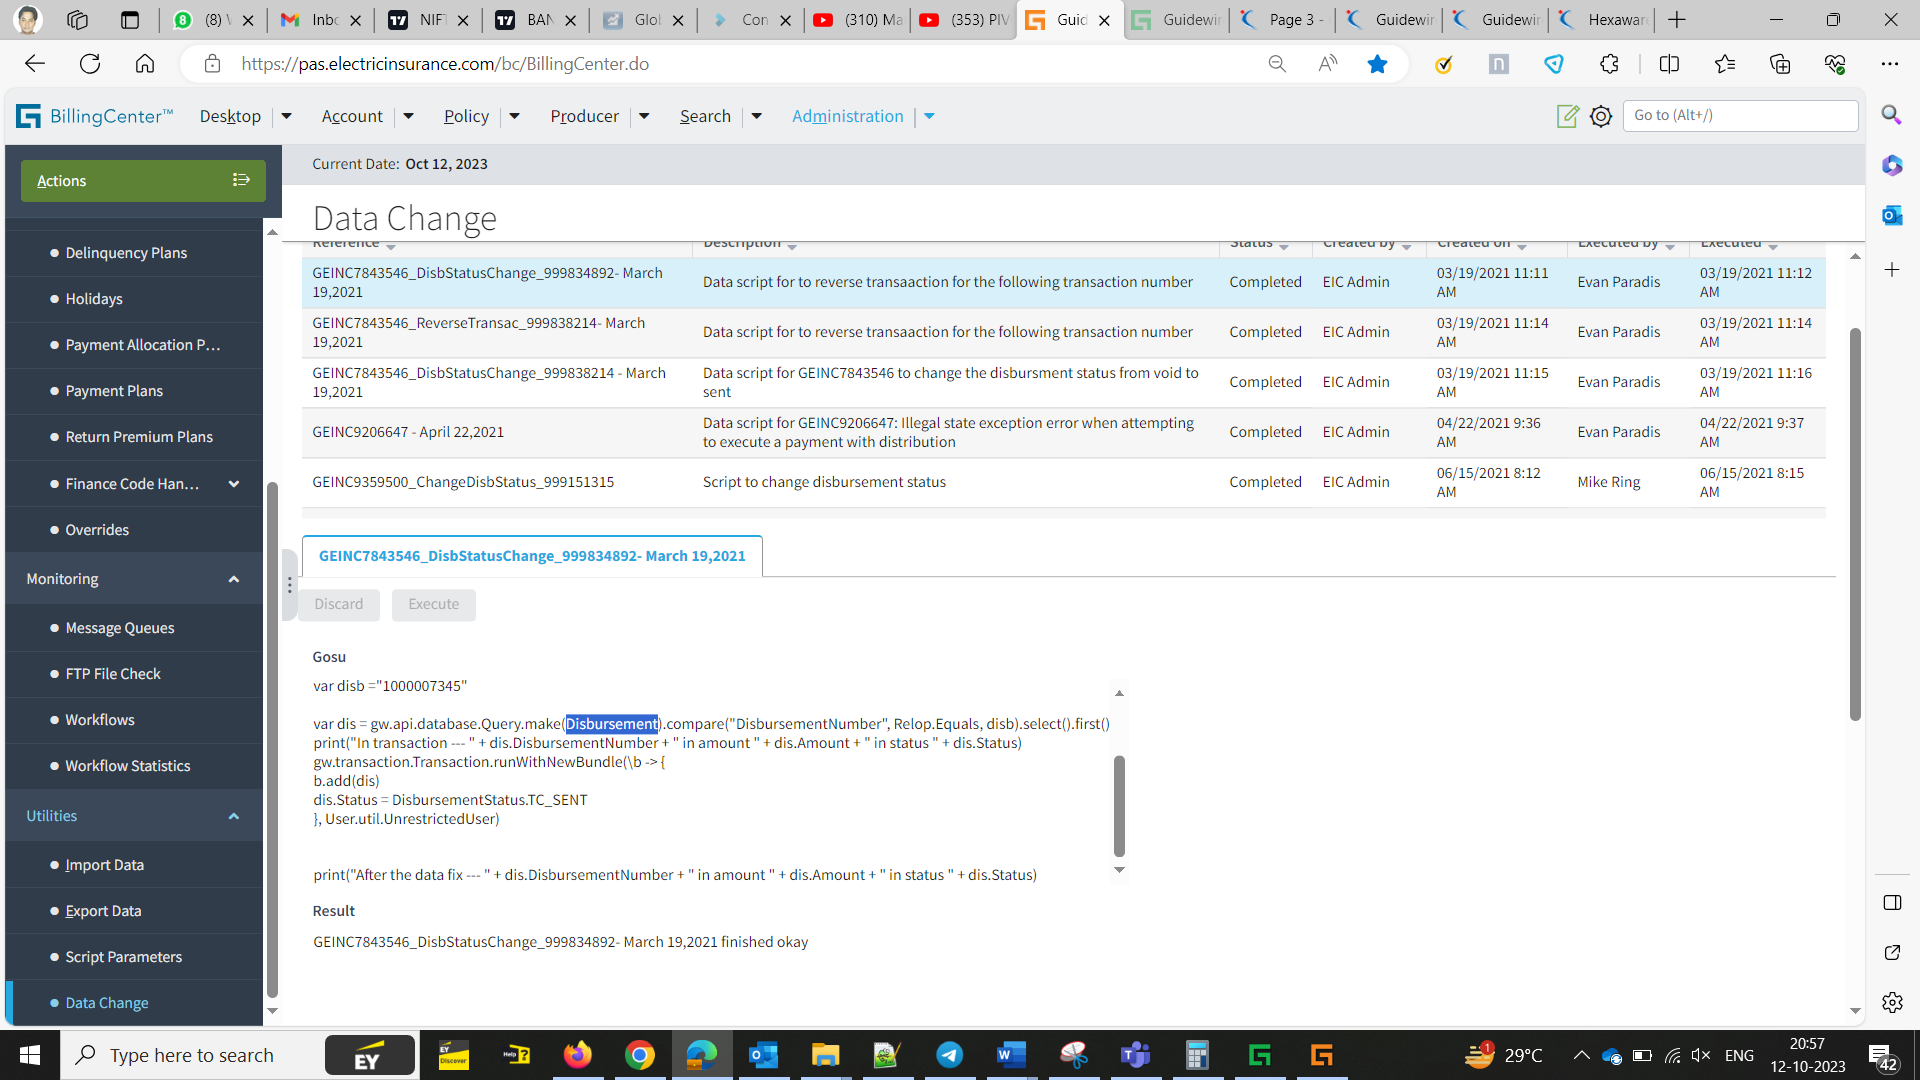 (8) W
Inbo
NIFT
BAN
Glo
Con
(310) Ma
(353) PIV
Guid
Guidewir
Page 3 -
Guidewir
Guidewir
Hexawar
https://pas.electricinsurance.com/bc/BillingCenter.do
BillingCenter™
Desktop
Account
Policy
Producer
Search
Administration
Go to (Alt+/)
Actions
Current Date: Oct 12, 2023
Data Change
Delinquency Plans
Holidays
Payment Allocation P...
Payment Plans
Return Premium Plans
Finance Code Han...
Overrides
Monitoring
Message Queues
FTP File Check
Workflows
Workflow Statistics
Utilities
Import Data
Export Data
Script Parameters
Data Change
Reference Description Status Created by Created on Executed by Executed
GEINC7843546_DisbStatusChange_999834892- March
19,2021
Data script for to reverse transaaction for the following transaction number
Completed
EIC Admin
03/19/2021 11:11
AM
Evan Paradis
03/19/2021 11:12
AM
GEINC7843546_ReverseTransac_999838214- March
19,2021
Data script for to reverse transaaction for the following transaction number
Completed
EIC Admin
03/19/2021 11:14
AM
Evan Paradis
03/19/2021 11:14
AM
GEINC7843546_DisbStatusChange_999838214 - March
19,2021
Data script for GEINC7843546 to change the disbursment status from void to
sent
Completed
EIC Admin
03/19/2021 11:15
AM
Evan Paradis
03/19/2021 11:16
AM
GEINC9206647 - April 22,2021
Data script for GEINC9206647: Illegal state exception error when attempting
to execute a payment with distribution
Completed
EIC Admin
04/22/2021 9:36
AM
Evan Paradis
04/22/2021 9:37
AM
GEINC9359500_ChangeDisbStatus_999151315
Script to change disbursement status
Completed
EIC Admin
06/15/2021 8:12
AM
Mike Ring
06/15/2021 8:15
AM
GEINC7843546_DisbStatusChange_999834892- March 19,2021
Discard
Execute
Gosu
var disb ="1000007345"
var dis = gw.api.database.Query.make(Disbursement).compare("DisbursementNumber", Relop.Equals, disb).select().first()
print("In transaction --- " + dis.DisbursementNumber + " in amount " + dis.Amount + " in status " + dis.Status)
gw.transaction.Transaction.runWithNewBundle(\b -> {
b.add(dis)
dis.Status = DisbursementStatus.TC_SENT
}, User.util.UnrestrictedUser)
print("After the data fix --- " + dis.DisbursementNumber + " in amount " + dis.Amount + " in status " + dis.Status)
Result
GEINC7843546_DisbStatusChange_999834892- March 19,2021 finished okay
Type here to search
EY
EY
Discover
Help ?
1
29°C
ENG
20:57
12-10-2023
42